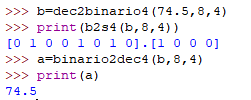 >>> b=dec2binario4(74.5,8,4)
>>> print(b2s4(b,8,4))
[0 1 0 0 1 0 1 0].[1 0 0 0]
>>> a=binario2dec4(b,8,4)
>>> print(a)
74.5